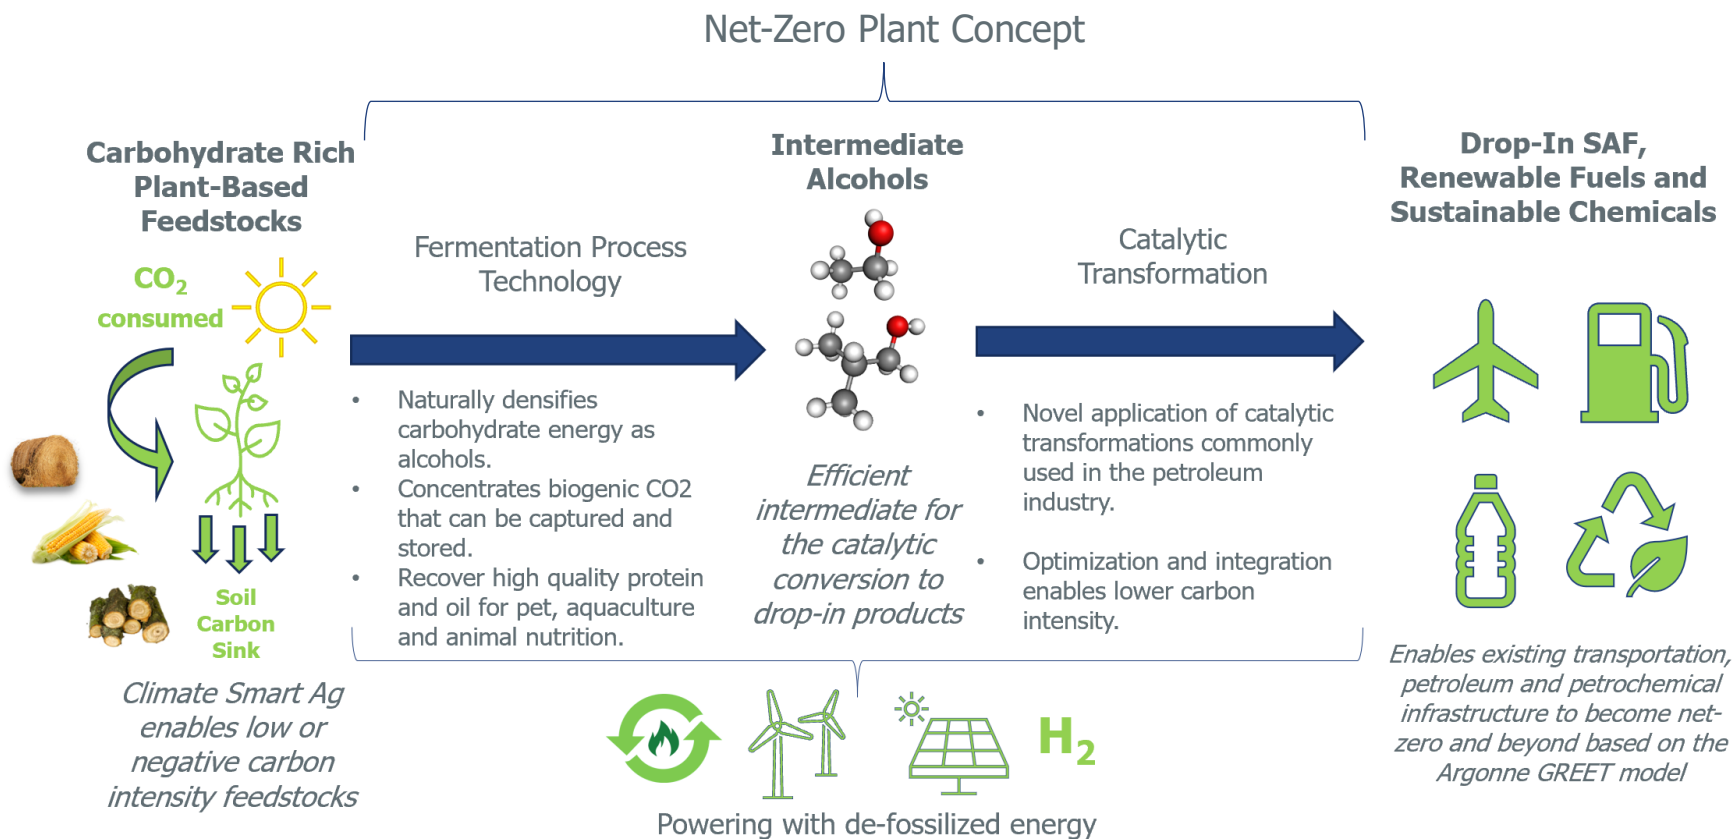 Net-Zero Plant Concept
Carbohydrate Rich
Plant-Based
Feedstocks
CO₂
consumed
Soil
Carbon
Sink
Climate Smart Ag
enables low or
negative carbon
intensity feedstocks
Fermentation Process
Technology
• Naturally densifies
carbohydrate energy as
alcohols.
• Concentrates biogenic CO2
that can be captured and
stored.
• Recover high quality protein
and oil for pet, aquaculture
and animal nutrition.
Intermediate
Alcohols
Efficient
intermediate for
the catalytic
conversion to
drop-in products
Catalytic
Transformation
• Novel application of catalytic
transformations commonly
used in the petroleum
industry.
• Optimization and integration
enables lower carbon
intensity.
Drop-In SAF,
Renewable Fuels and
Sustainable Chemicals
Enables existing transportation,
petroleum and petrochemical
infrastructure to become net-
zero and beyond based on the
Argonne GREET model
H₂
Powering with de-fossilized energy